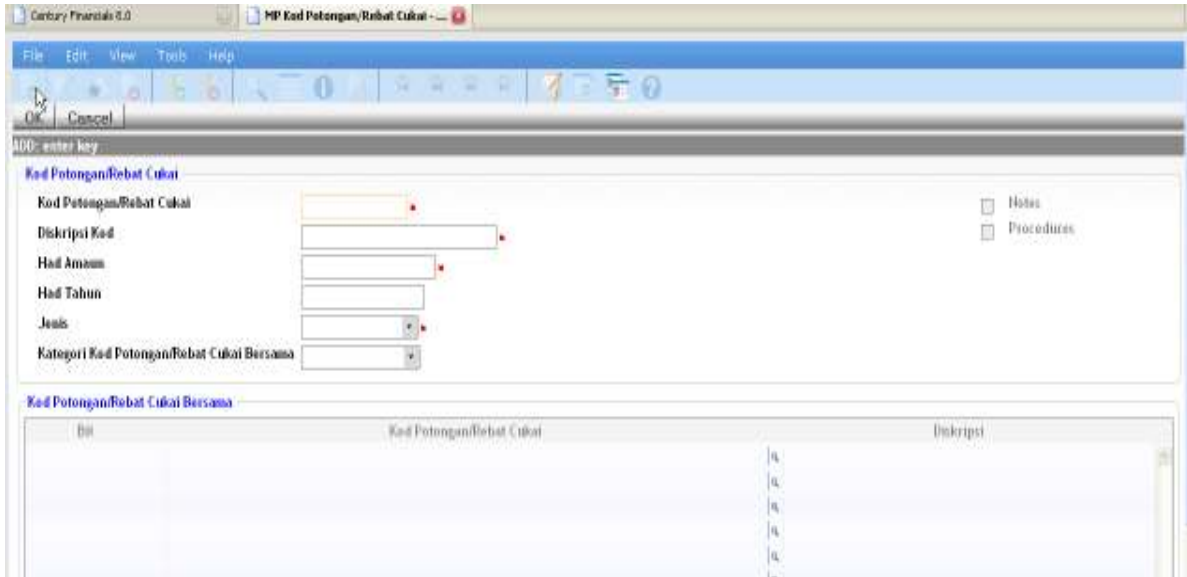 Century Financials 8.0 MP Kod Potongan/Rebat Cukai - ...
File Edit View Tools Help
OK Cancel
ADD: enter key
Kod Potongan/Rebat Cukai
Kod Potongan/Rebat Cukai
Notes
Diskripsi Kod
Procedures
Had Amaun
Had Tahun
Jenis
Kategori Kod Potongan/Rebat Cukai Bersama
Kod Potongan/Rebat Cukai Bersama
Bil Kod Potongan/Rebat Cukai Diskripsi